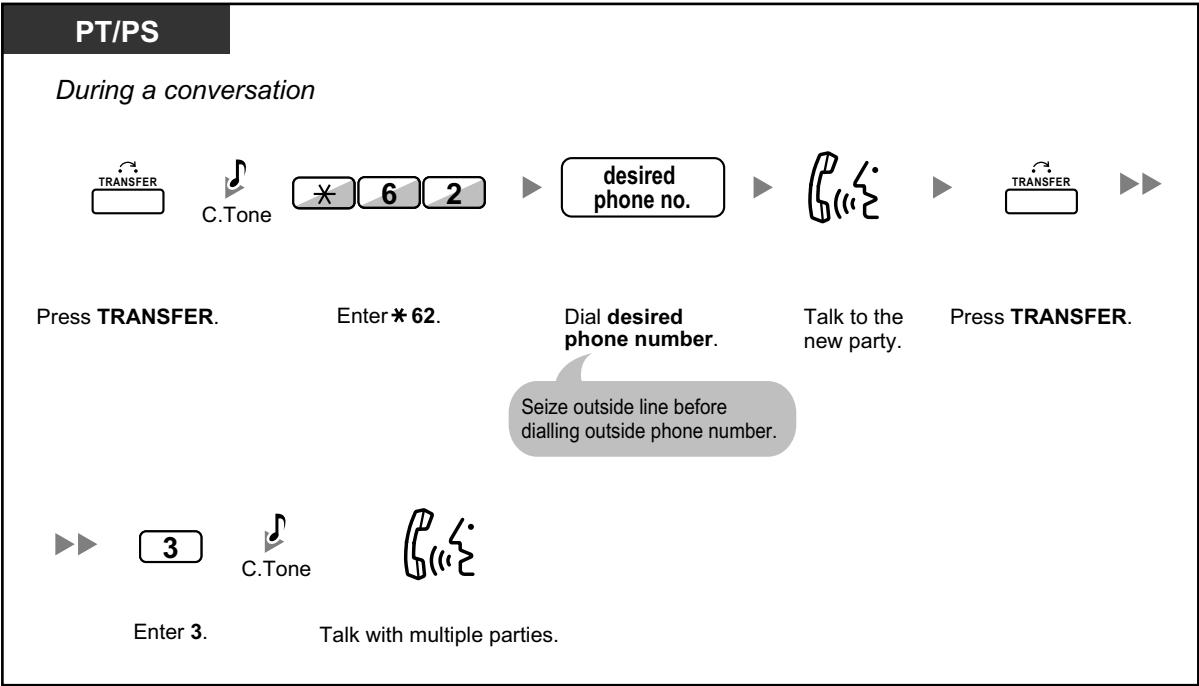 PT/PS
During a conversation
TRANSFER
C.Tone
* 6 2
desired
phone no.
TRANSFER
Press TRANSFER.
Enter * 62.
Dial desired
phone number.
Talk to the
new party.
Press TRANSFER.
Seize outside line before
dialling outside phone number.
3
C.Tone
Enter 3.
Talk with multiple parties.